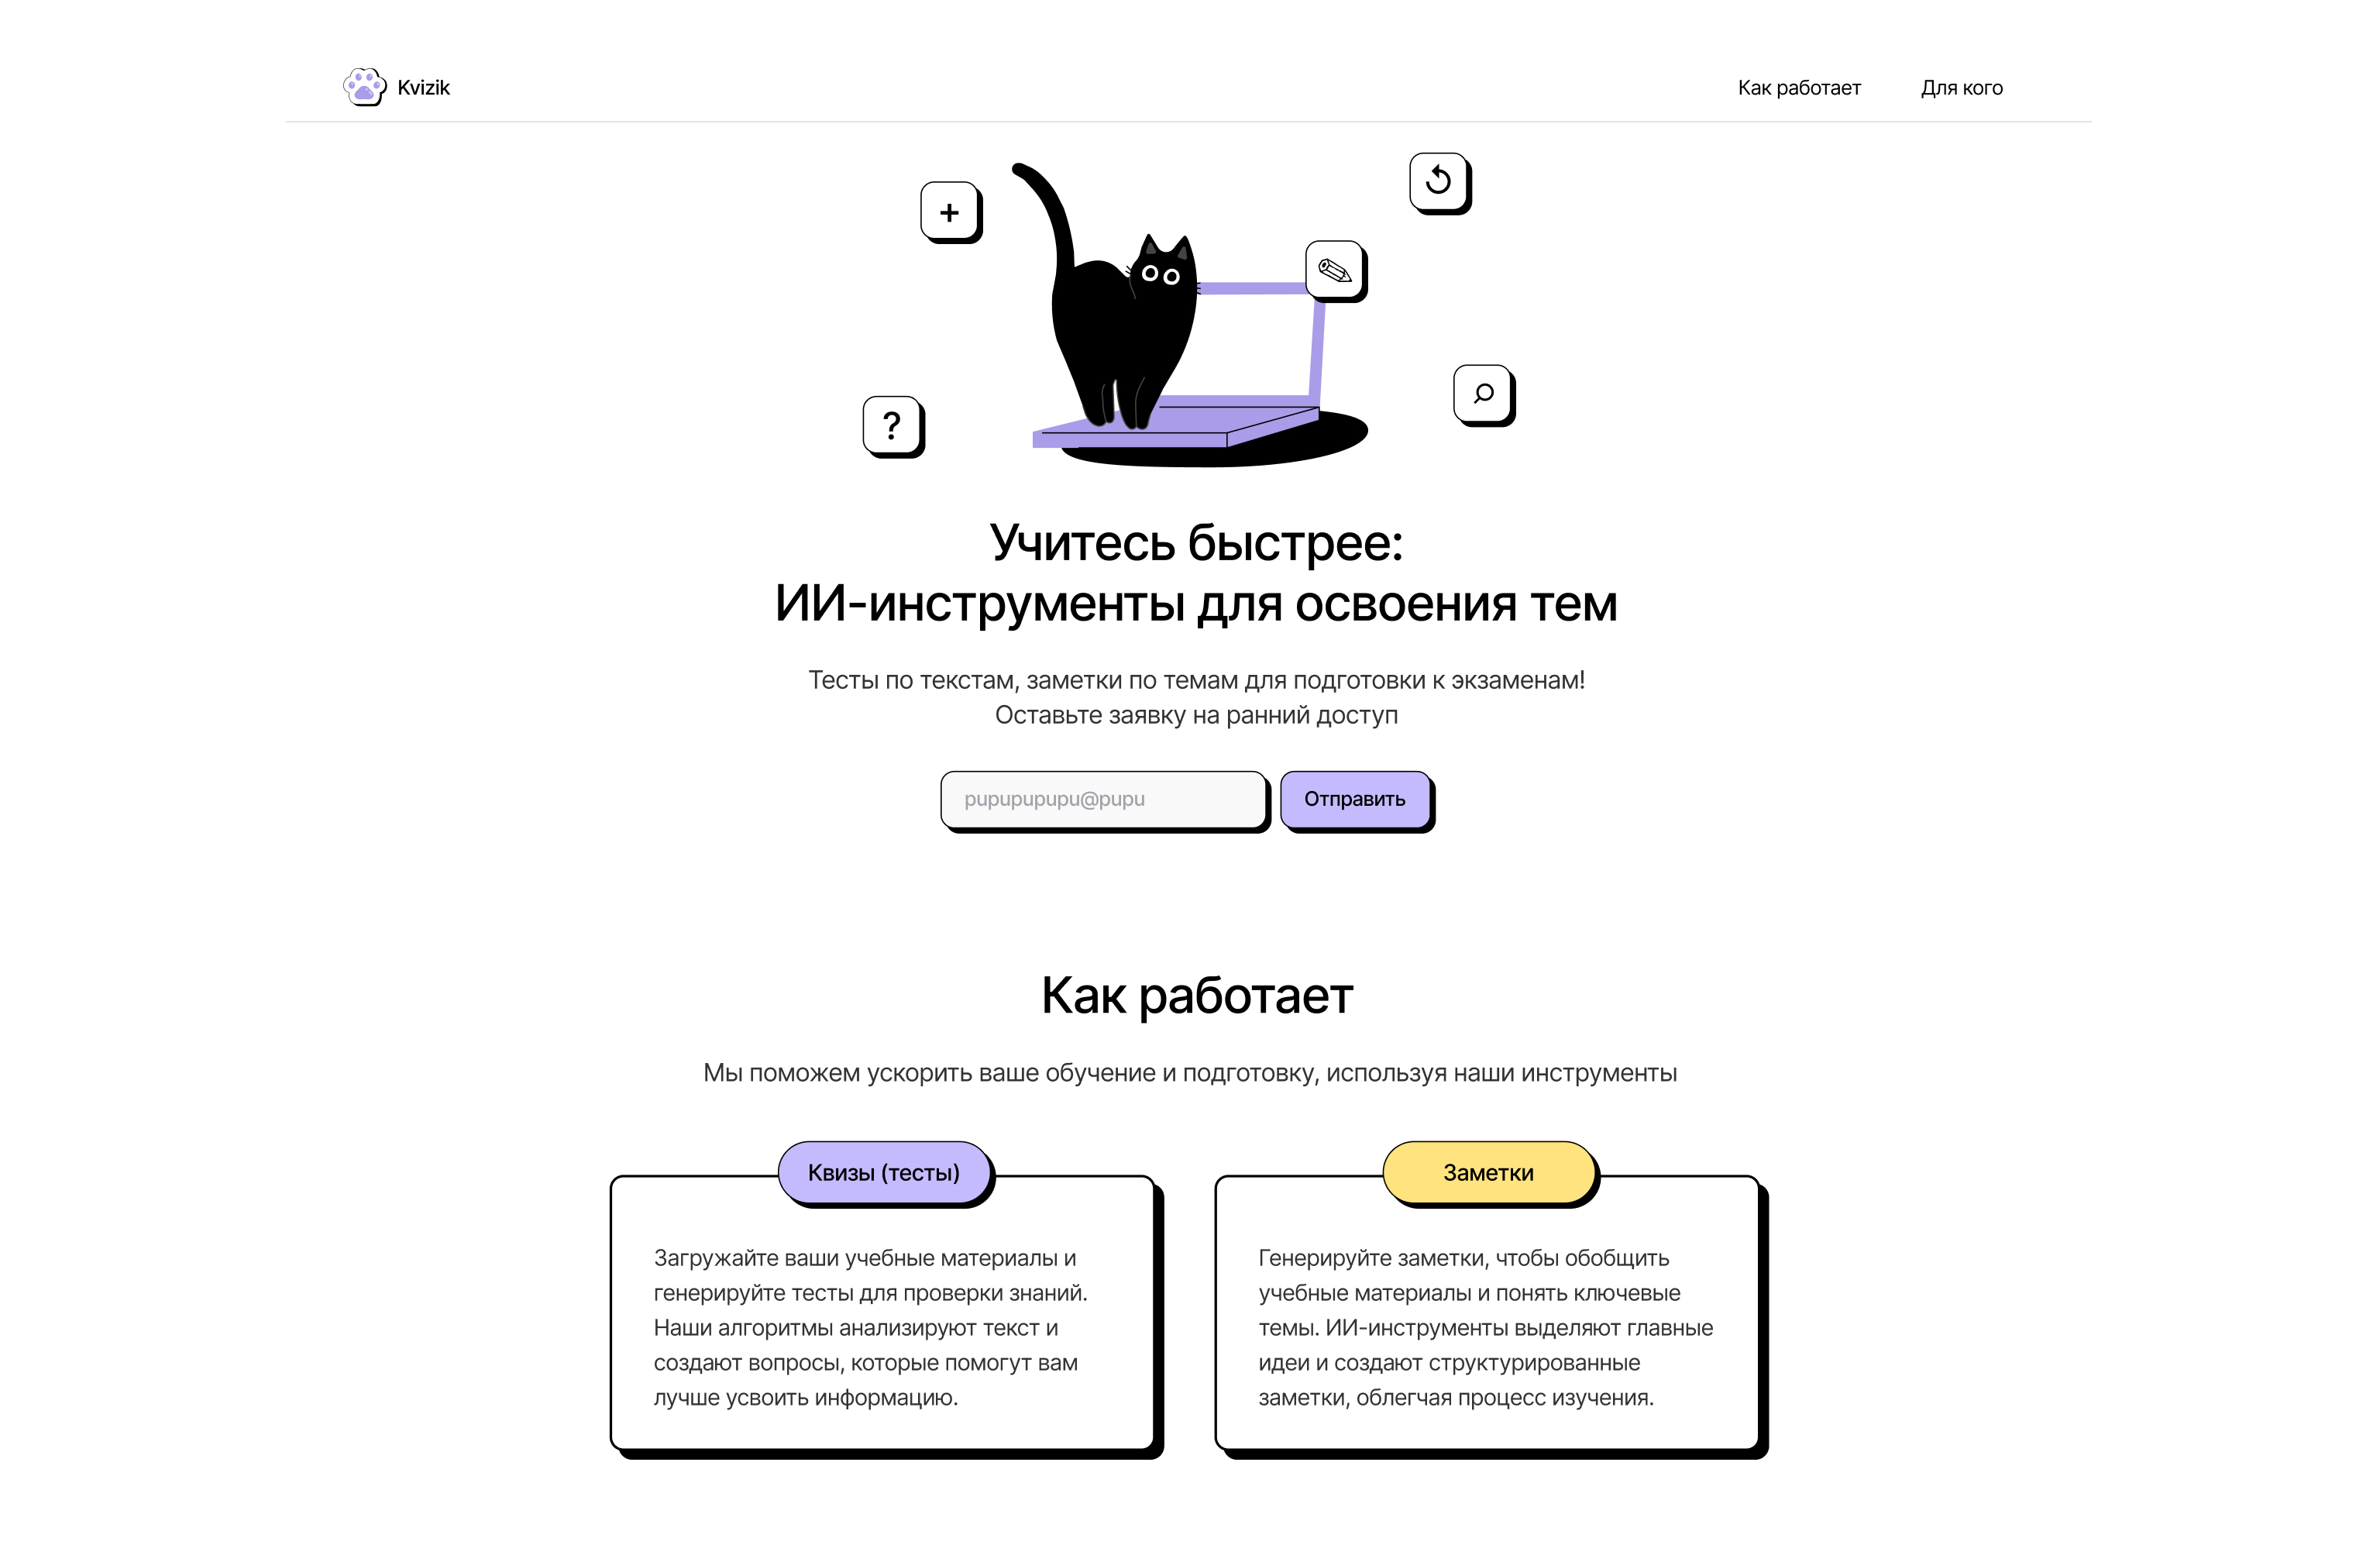 Kvizik
Как работает
Для кого
+
?
Учитесь быстрее:
ИИ-инструменты для освоения тем
Тесты по текстам, заметки по темам для подготовки к экзаменам!
Оставьте заявку на ранний доступ
pupupupupu@pupu
Отправить
Как работает
Мы поможем ускорить ваше обучение и подготовку, используя наши инструменты
Квизы (тесты)
Загружайте ваши учебные материалы и
генерируйте тесты для проверки знаний.
Наши алгоритмы анализируют текст и
создают вопросы, которые помогут вам
лучше усвоить информацию.
Заметки
Генерируйте заметки, чтобы обобщить
учебные материалы и понять ключевые
темы. ИИ-инструменты выделяют главные
идеи и создают структурированные
заметки, облегчая процесс изучения.